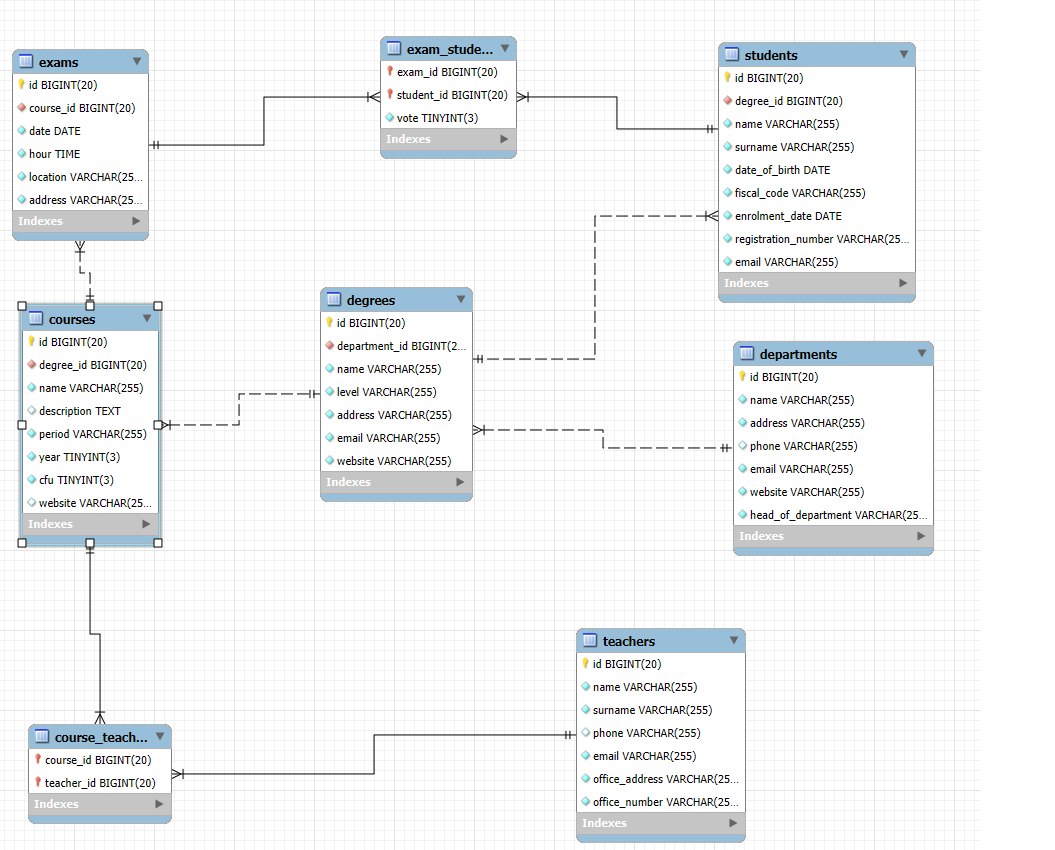 exams
id BIGINT(20)
course_id BIGINT(20)
date DATE
hour TIME
location VARCHAR(25...
address VARCHAR(25...
Indexes
exam_stude...
exam_id BIGINT(20)
student_id BIGINT(20)
vote TINYINT(3)
Indexes
students
id BIGINT(20)
degree_id BIGINT(20)
name VARCHAR(255)
surname VARCHAR(255)
date_of_birth DATE
fiscal_code VARCHAR(255)
enrolment_date DATE
registration_number VARCHAR(25...
email VARCHAR(255)
Indexes
courses
id BIGINT(20)
degree_id BIGINT(20)
name VARCHAR(255)
description TEXT
period VARCHAR(255)
year TINYINT(3)
cfu TINYINT(3)
website VARCHAR(25...
Indexes
degrees
id BIGINT(20)
department_id BIGINT(2...
name VARCHAR(255)
level VARCHAR(255)
address VARCHAR(255)
email VARCHAR(255)
website VARCHAR(255)
Indexes
departments
id BIGINT(20)
name VARCHAR(255)
address VARCHAR(255)
phone VARCHAR(255)
email VARCHAR(255)
website VARCHAR(255)
head_of_department VARCHAR(25...
Indexes
course_teach...
course_id BIGINT(20)
teacher_id BIGINT(20)
Indexes
teachers
id BIGINT(20)
name VARCHAR(255)
surname VARCHAR(255)
phone VARCHAR(255)
email VARCHAR(255)
office_address VARCHAR(25...
office_number VARCHAR(25...
Indexes